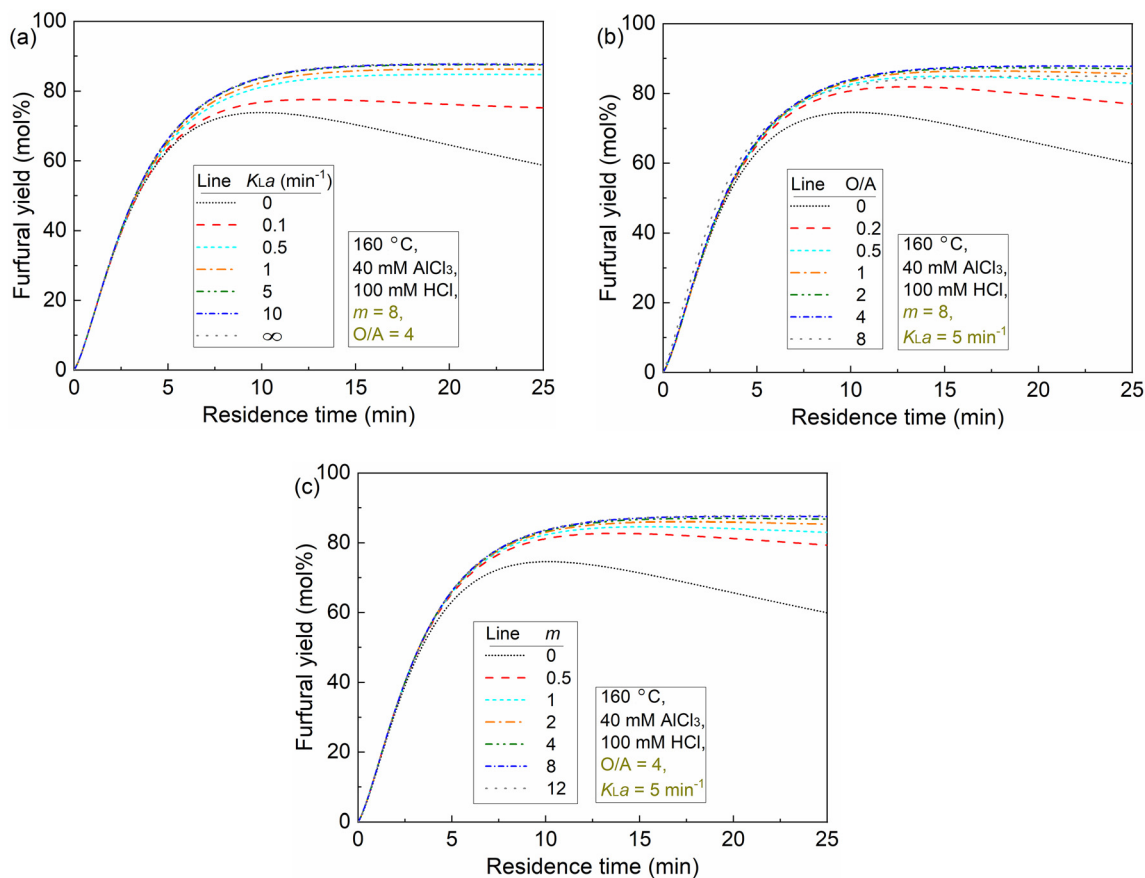 (a)
100
80
60
40
20
0
Furfural yield (mol%)
Line KLa (min⁻¹)
0
0.1
0.5
1
5
10
∞
160 °C,
40 mM AlCl₃,
100 mM HCl,
m = 8,
O/A = 4
0 5 10 15 20 25
Residence time (min)
(b)
100
80
60
40
20
0
Furfural yield (mol%)
Line O/A
0
0.2
0.5
1
2
4
8
160 °C,
40 mM AlCl₃,
100 mM HCl,
m = 8,
KLa = 5 min⁻¹
0 5 10 15 20 25
Residence time (min)
(c)
100
80
60
40
20
0
Furfural yield (mol%)
Line m
0
0.5
1
2
4
8
12
160 °C,
40 mM AlCl₃,
100 mM HCl,
O/A = 4,
KLa = 5 min⁻¹
0 5 10 15 20 25
Residence time (min)